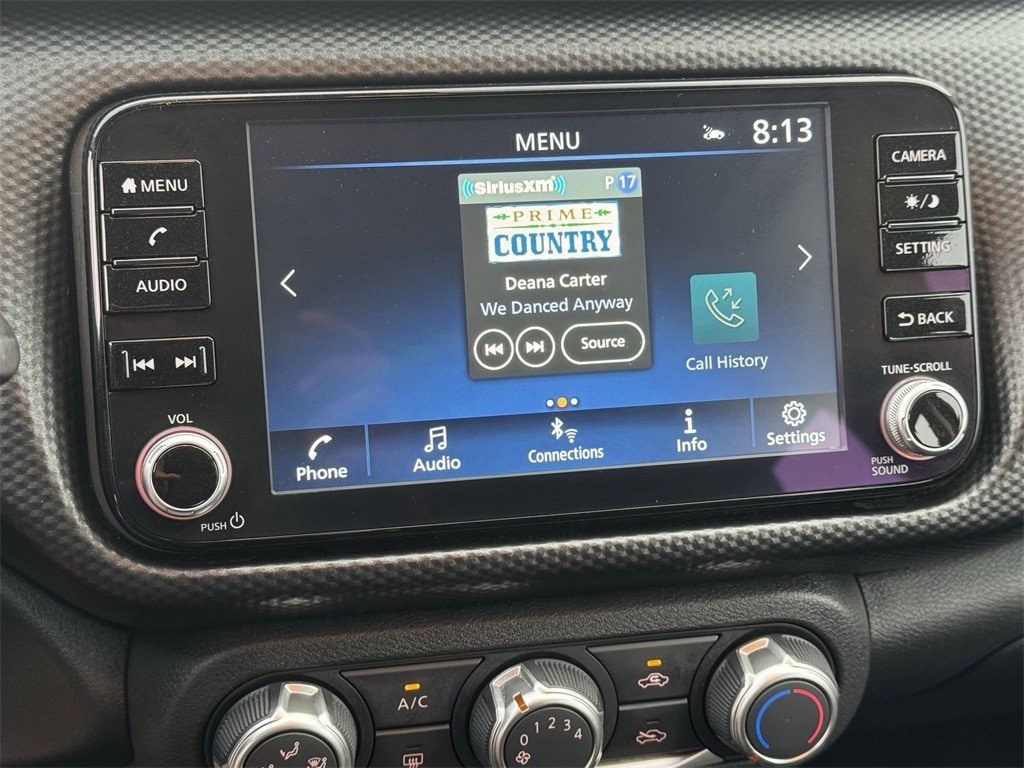 MENU
8:13
MENU
AUDIO
VOL
PUSH
SiriusXM
P 17
PRIME
COUNTRY
Deana Carter
We Danced Anyway
Source
Call History
Phone
Audio
Connections
Info
Settings
CAMERA
SETTING
BACK
TUNE·SCROLL
PUSH
SOUND
A/C
0 1 2 3 4